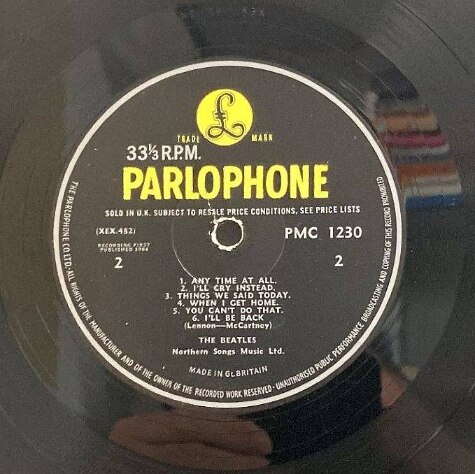 £
TRADE MARK
33⅓ R.P.M.
PARLOPHONE
SOLD IN U.K. SUBJECT TO RESALE PRICE CONDITIONS, SEE PRICE LISTS
(XEX.482)
PMC 1230
RECORDING FIRST
PUBLISHED 1964
2
2
1. ANY TIME AT ALL.
2. I'LL CRY INSTEAD.
3. THINGS WE SAID TODAY.
4. WHEN I GET HOME.
5. YOU CAN'T DO THAT.
6. I'LL BE BACK
(Lennon—McCartney)
THE BEATLES
Northern Songs Music Ltd.
MADE IN GT.BRITAIN
THE PARLOPHONE CO.LTD. ALL RIGHTS OF THE MANUFACTURER AND OF THE OWNER OF THE RECORDED WORK RESERVED · UNAUTHORISED PUBLIC PERFORMANCE BROADCASTING AND COPYING OF THIS RECORD PROHIBITED